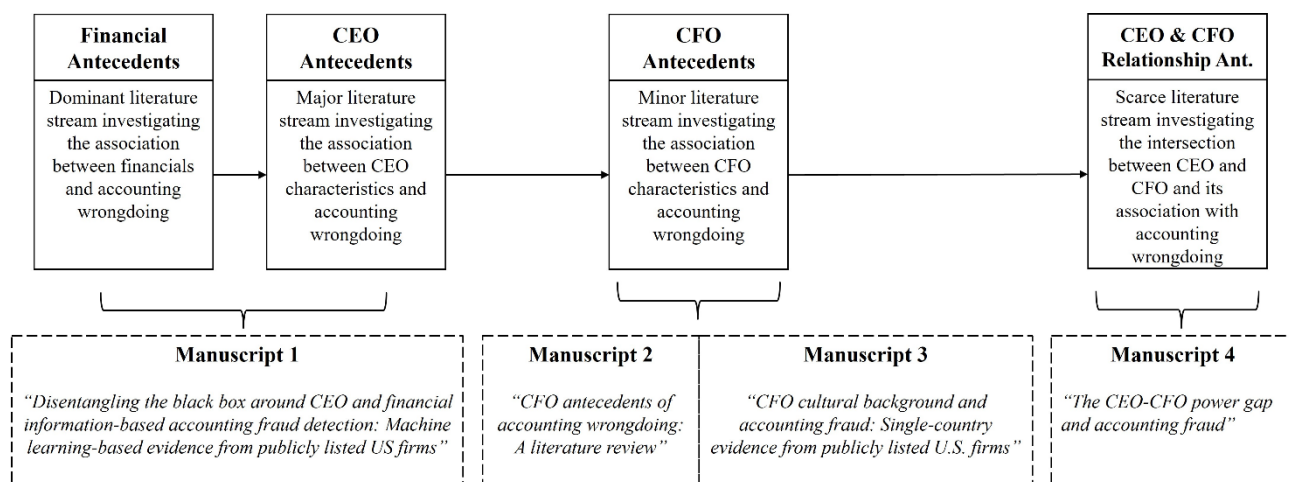 Financial
Antecedents
Dominant literature
stream investigating
the association
between financials
and accounting
wrongdoing
CEO
Antecedents
Major literature
stream investigating
the association
between CEO
characteristics and
accounting
wrongdoing
CFO
Antecedents
Minor literature
stream investigating
the association
between CFO
characteristics and
accounting
wrongdoing
CEO & CFO
Relationship Ant.
Scarce literature
stream investigating
the intersection
between CEO and
CFO and its
association with
accounting
wrongdoing
Manuscript 1
“Disentangling the black box around CEO and financial
information-based accounting fraud detection: Machine
learning-based evidence from publicly listed US firms”
Manuscript 2
“CFO antecedents of
accounting wrongdoing:
A literature review”
Manuscript 3
“CFO cultural background and
accounting fraud: Single-country
evidence from publicly listed U.S. firms”
Manuscript 4
“The CEO-CFO power gap
and accounting fraud”